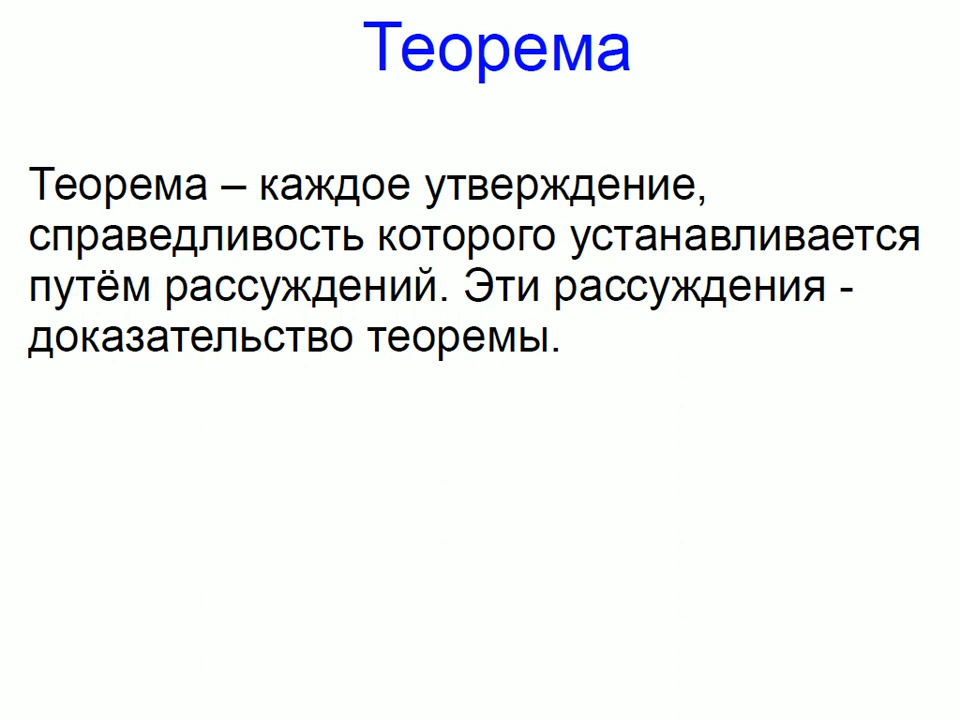 Теорема
Теорема – каждое утверждение,
справедливость которого устанавливается
путём рассуждений. Эти рассуждения -
доказательство теоремы.